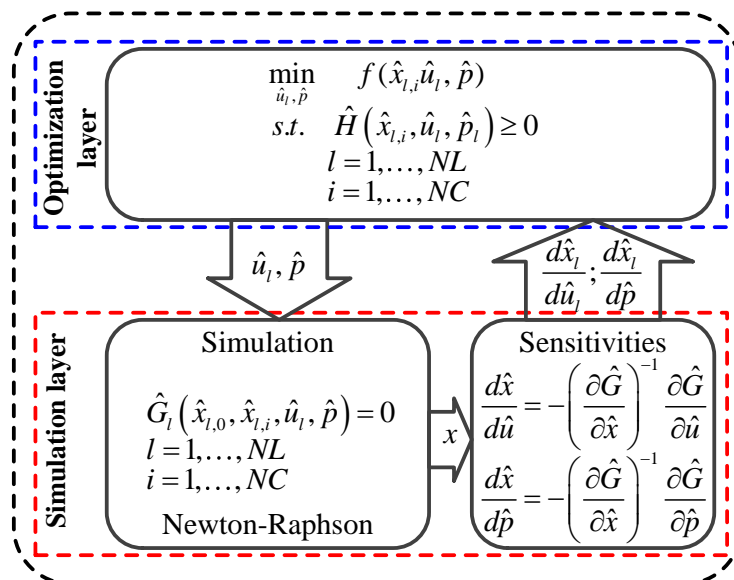 Optimization layer
min f(x̂_{l,i}û_l, p̂)
û_l, p̂
s.t. Ĥ(x̂_{l,i}, û_l, p̂_l) ≥ 0
l = 1,…, NL
i = 1,…, NC
û_l, p̂
dx̂_l/dû_l ; dx̂_l/dp̂
Simulation layer
Simulation
Ĝ_l(x̂_{l,0}, x̂_{l,i}, û_l, p̂) = 0
l = 1,…, NL
i = 1,…, NC
Newton-Raphson
x
Sensitivities
dx̂/dû = −(∂Ĝ/∂x̂)^{−1} ∂Ĝ/∂û
dx̂/dp̂ = −(∂Ĝ/∂x̂)^{−1} ∂Ĝ/∂p̂